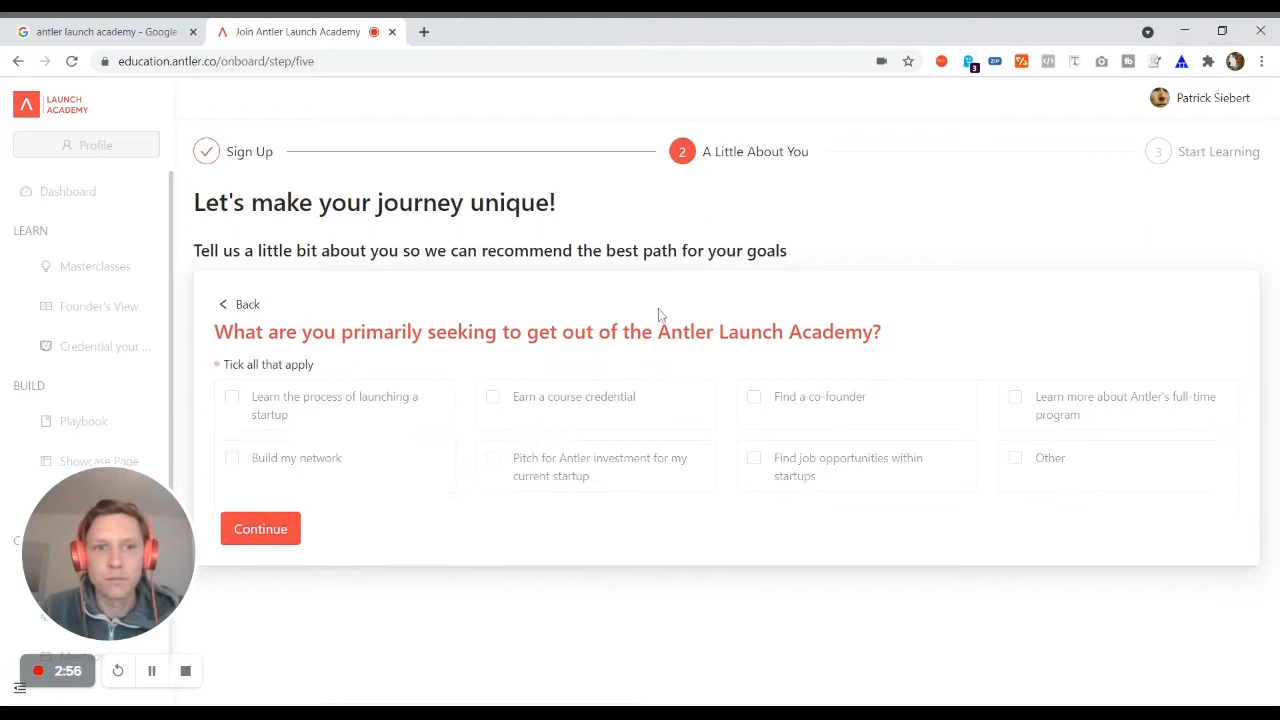 antler launch academy - Google
Join Antler Launch Academy
education.antler.co/onboard/step/five
3
ZIP
LAUNCH
ACADEMY
Patrick Siebert
Profile
Sign Up
2
A Little About You
3
Start Learning
Dashboard
Let's make your journey unique!
LEARN
Tell us a little bit about you so we can recommend the best path for your goals
Masterclasses
Founder's View
Credential your ...
BUILD
Playbook
Showcase Page
Back
What are you primarily seeking to get out of the Antler Launch Academy?
* Tick all that apply
Learn the process of launching a
startup
Earn a course credential
Find a co-founder
Learn more about Antler's full-time
program
Build my network
Pitch for Antler investment for my
current startup
Find job opportunities within
startups
Other
Continue
C
Meetups
2:56